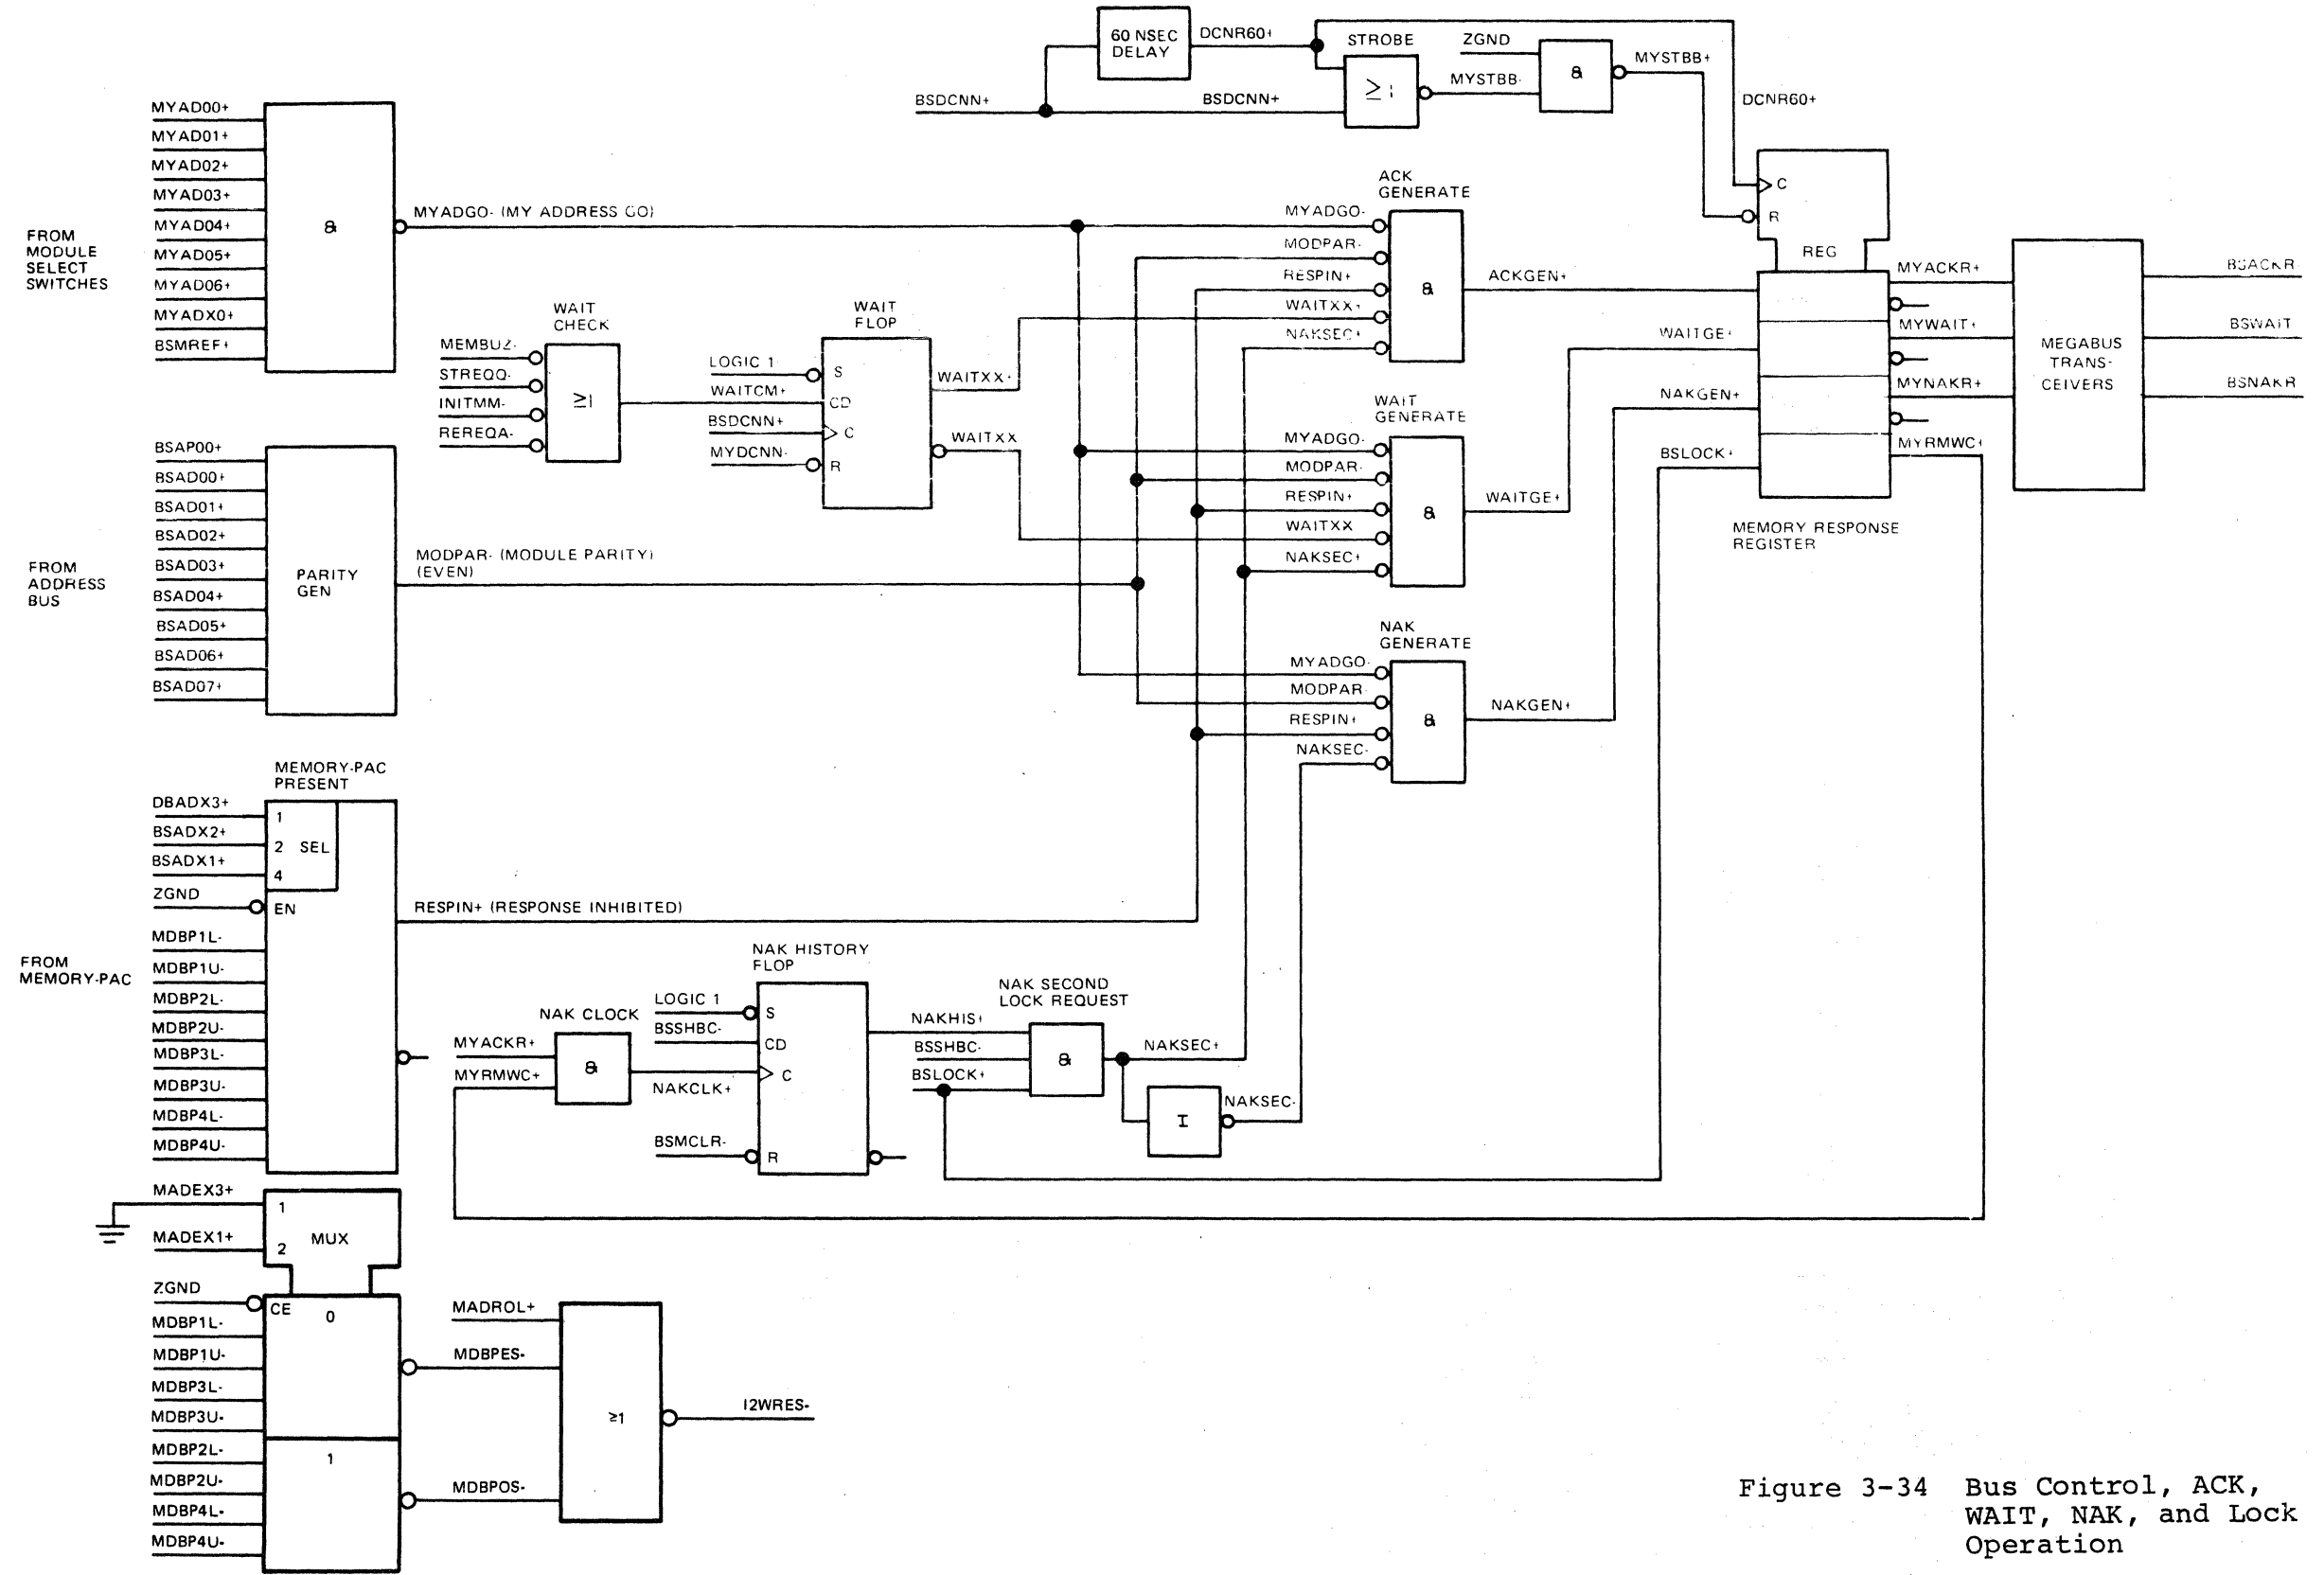 60 NSEC
DELAY
DCNR60+
STROBE
ZGND
MYSTBB+
&
≥1
MYSTBB-
BSDCNN+
BSDCNN+
DCNR60+
C
R
REG
FROM
MODULE
SELECT
SWITCHES
MYAD00+
MYAD01+
MYAD02+
MYAD03+
MYAD04+
MYAD05+
MYAD06+
MYADX0+
BSMREF+
&
MYADGO- (MY ADDRESS GO)
WAIT
CHECK
MEMBUZ-
STREQQ-
INITMM-
REREQA-
≥1
WAIT
FLOP
LOGIC 1
WAITCM+
BSDCNN+
MYDCNN-
S
CD
C
R
WAITXX+
WAITXX
ACK
GENERATE
MYADGO-
MODPAR-
RESPIN+
WAITXX+
NAKSEC+
&
ACKGEN+
WAIT
GENERATE
MYADGO-
MODPAR-
RESPIN+
WAITXX
NAKSEC+
&
WAITGE+
WAITGE+
NAKGEN+
BSLOCK+
MYACKR+
MYWAIT+
MYNAKR+
MYRMWC+
MEMORY RESPONSE
REGISTER
MEGABUS
TRANS-
CEIVERS
BSACKR-
BSWAIT
BSNAKR
FROM
ADDRESS
BUS
BSAP00+
BSAD00+
BSAD01+
BSAD02+
BSAD03+
BSAD04+
BSAD05+
BSAD06+
BSAD07+
PARITY
GEN
MODPAR- (MODULE PARITY)
(EVEN)
NAK
GENERATE
MYADGO-
MODPAR
RESPIN+
NAKSEC-
&
NAKGEN+
MEMORY-PAC
PRESENT
FROM
MEMORY-PAC
DBADX3+
BSADX2+
BSADX1+
ZGND
MDBP1L-
MDBP1U-
MDBP2L-
MDBP2U-
MDBP3L-
MDBP3U-
MDBP4L-
MDBP4U-
1
2 SEL
4
EN
RESPIN+ (RESPONSE INHIBITED)
NAK CLOCK
MYACKR+
MYRMWC+
&
NAKCLK+
NAK HISTORY
FLOP
LOGIC 1
BSSHBC-
BSMCLR-
S
CD
C
R
NAK SECOND
LOCK REQUEST
NAKHIS+
BSSHBC-
BSLOCK+
&
NAKSEC+
I
NAKSEC-
MADEX3+
MADEX1+
1
2
MUX
ZGND
MDBP1L-
MDBP1U-
MDBP3L-
MDBP3U-
MDBP2L-
MDBP2U-
MDBP4L-
MDBP4U-
CE
0
1
MADROL+
MDBPES-
MDBPOS-
≥1
I2WRES-
Figure 3-34 Bus Control, ACK,
WAIT, NAK, and Lock
Operation